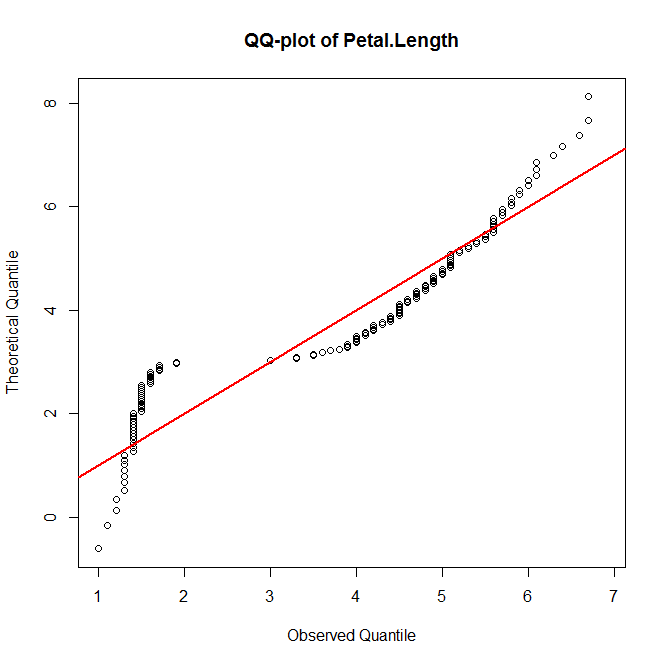 QQ-plot of Petal.Length
Theoretical Quantile
8
6
4
2
0
1 2 3 4 5 6 7
Observed Quantile